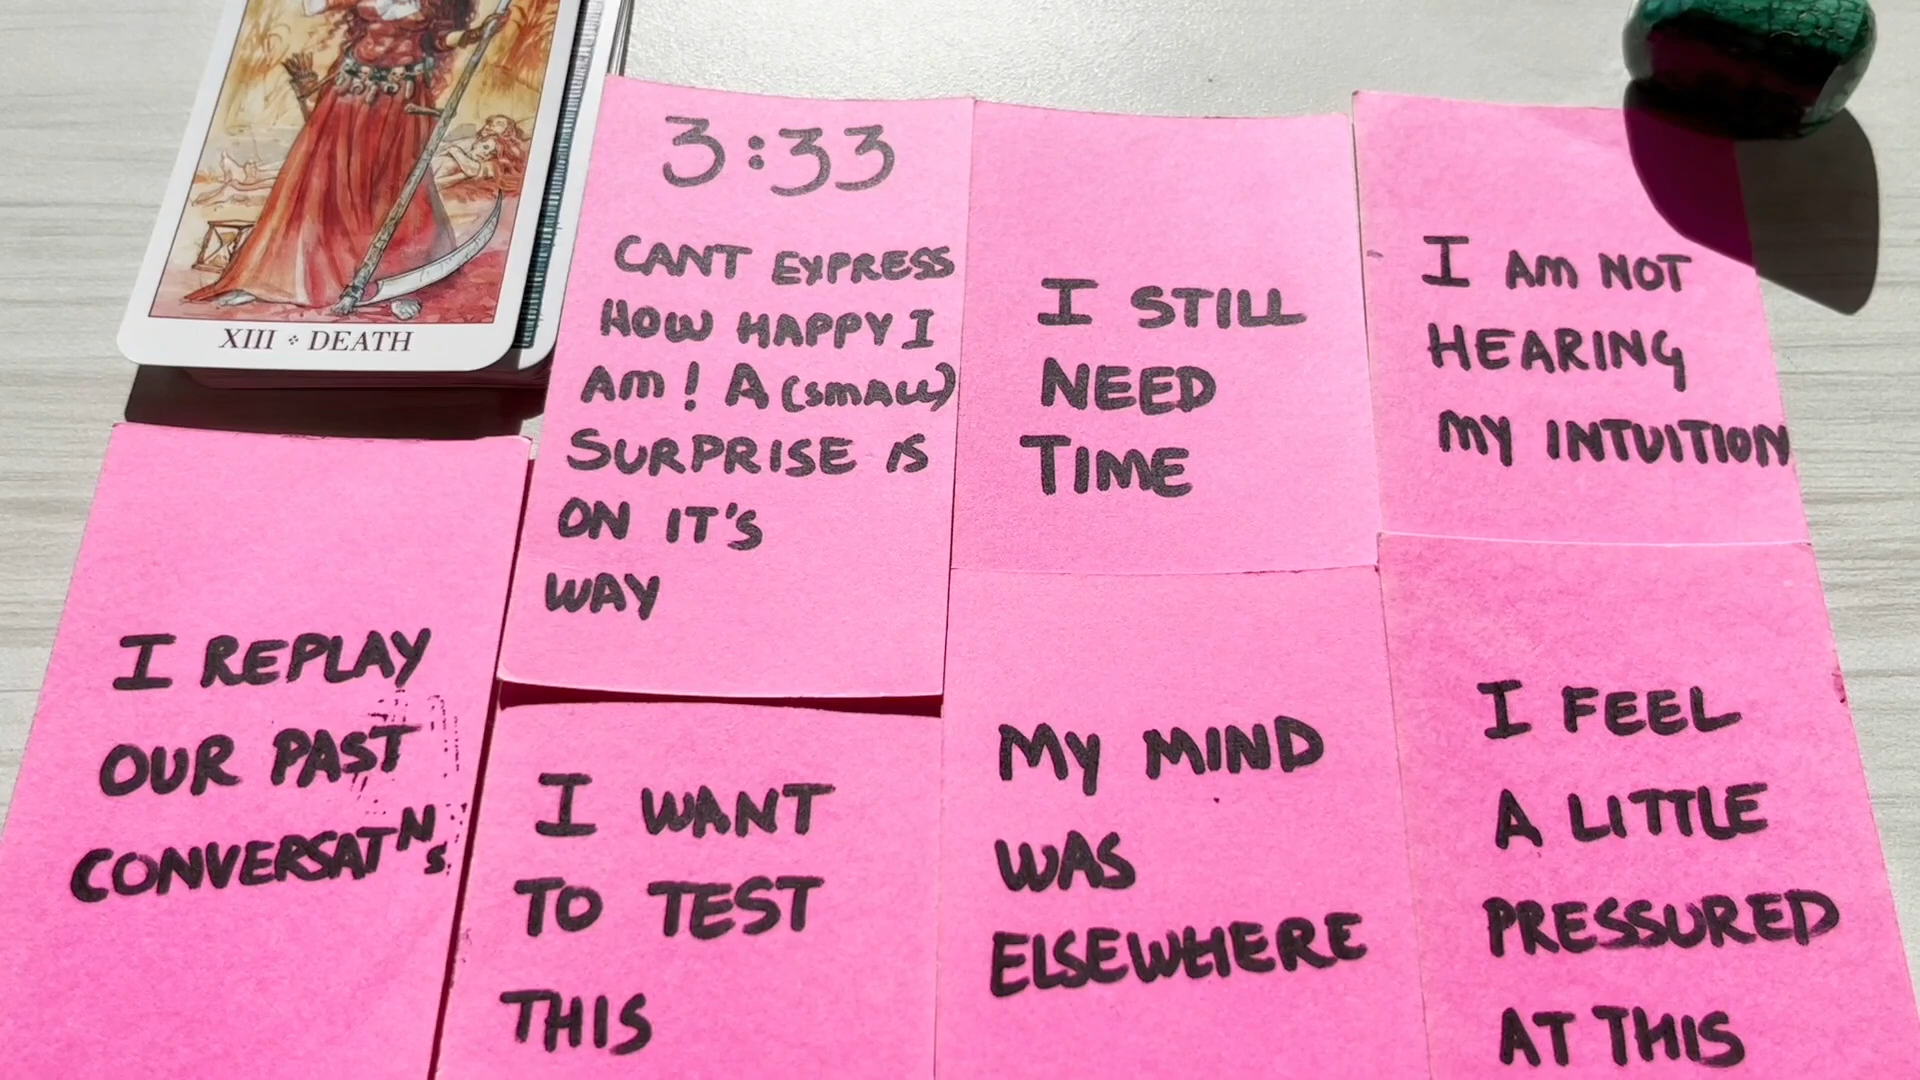 XIII ❖ DEATH
3:33
CANT EXPRESS
HOW HAPPY I
AM! A (SMALL)
SURPRISE IS
ON IT'S
WAY
I STILL
NEED
TIME
I AM NOT
HEARING
MY INTUITION
I REPLAY
OUR PAST
CONVERSATNS
I WANT
TO TEST
THIS
MY MIND
WAS
ELSEWHERE
I FEEL
A LITTLE
PRESSURED
AT THIS